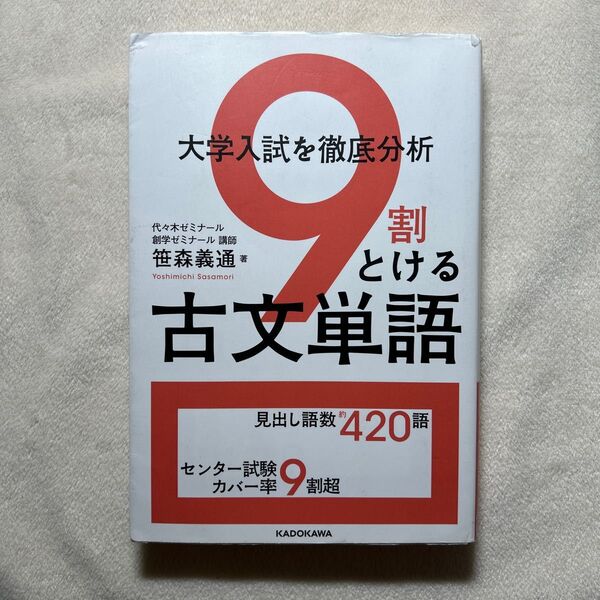 大学入試を徹底分析
9割
とける
古文単語
代々木ゼミナール
創学ゼミナール 講師
笹森義通 著
Yoshimichi Sasamori
見出し語数約420語
センター試験
カバー率9割超
KADOKAWA